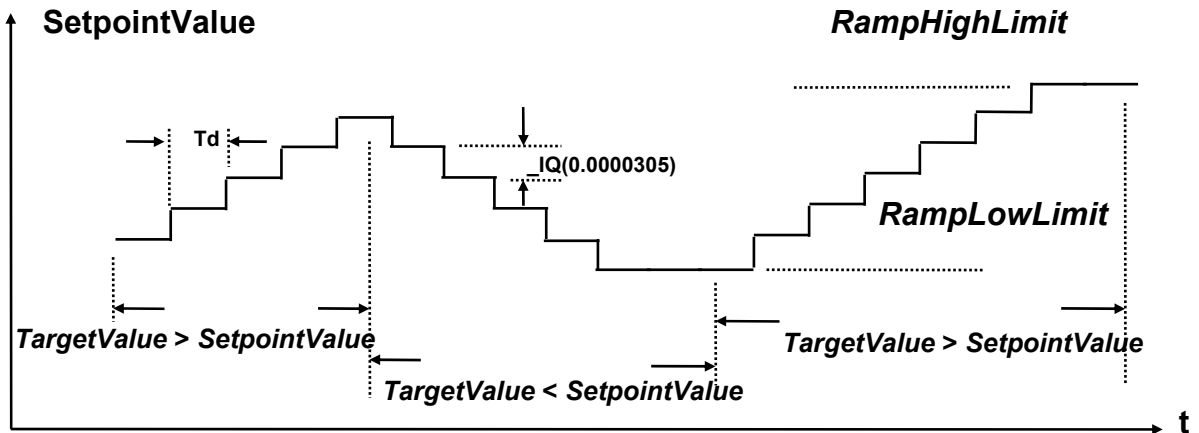 SetpointValue
RampHighLimit
Td
_IQ(0.0000305)
RampLowLimit
TargetValue > SetpointValue
TargetValue > SetpointValue
TargetValue < SetpointValue
t